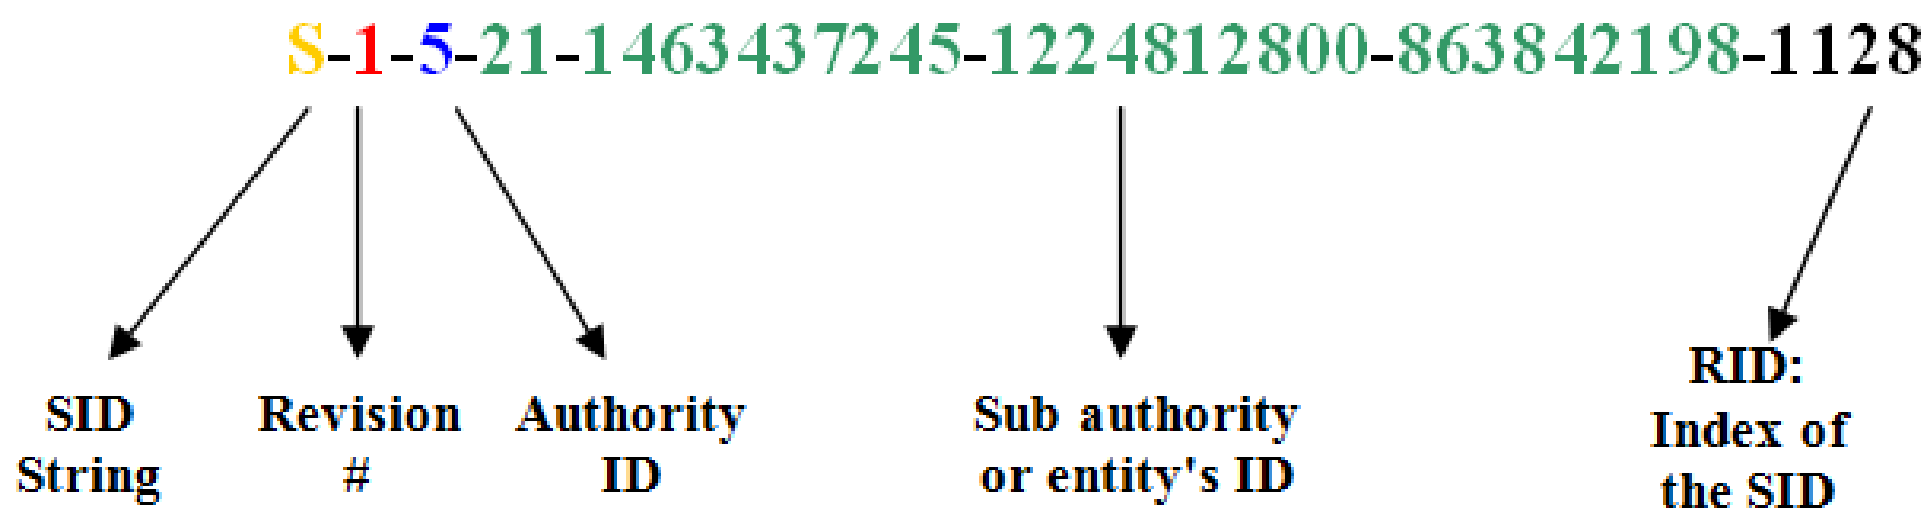 S-1-5-21-1463437245-1224812800-863842198-1128
SID
String
Revision
#
Authority
ID
Sub authority
or entity's ID
RID:
Index of
the SID